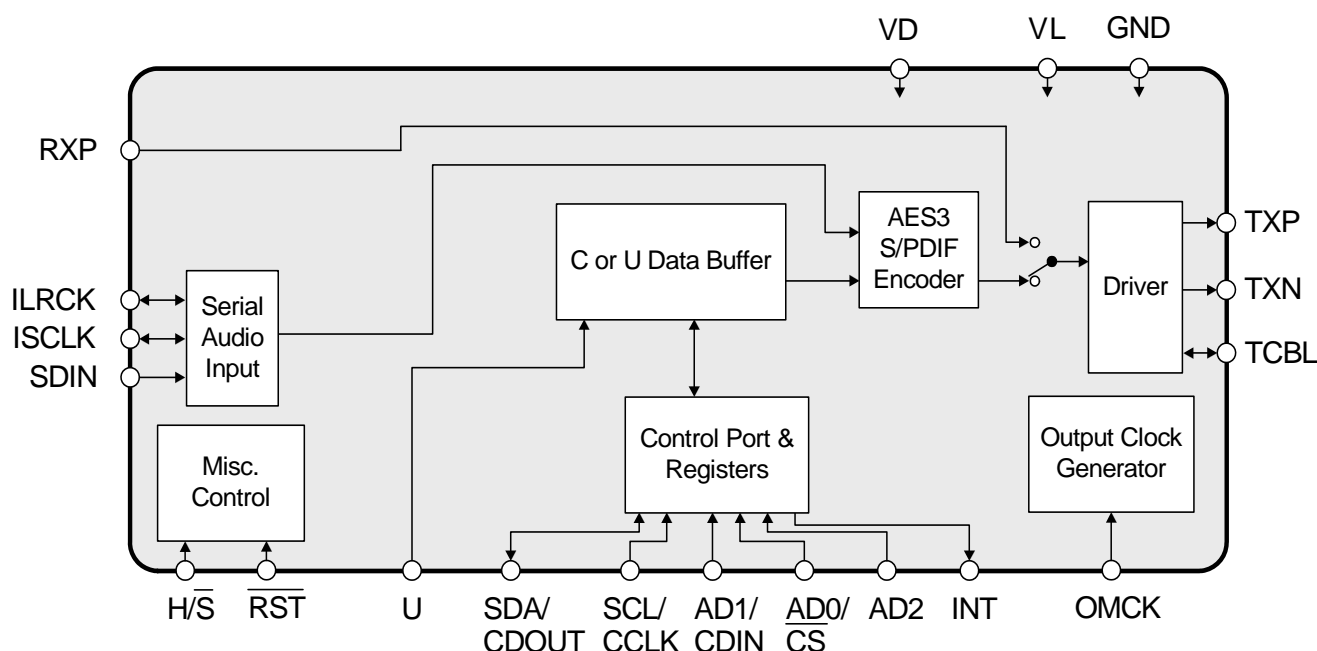 VD VL GND
RXP
AES3
S/PDIF
Encoder
TXP
C or U Data Buffer
Driver
TXN
ILRCK
ISCLK
SDIN
Serial
Audio
Input
TCBL
Control Port &
Registers
Output Clock
Generator
Misc.
Control
H/S̅ R̅S̅T̅ U SDA/ SCL/ AD1/ AD0/ AD2 INT OMCK
CDOUT CCLK CDIN C̅S̅